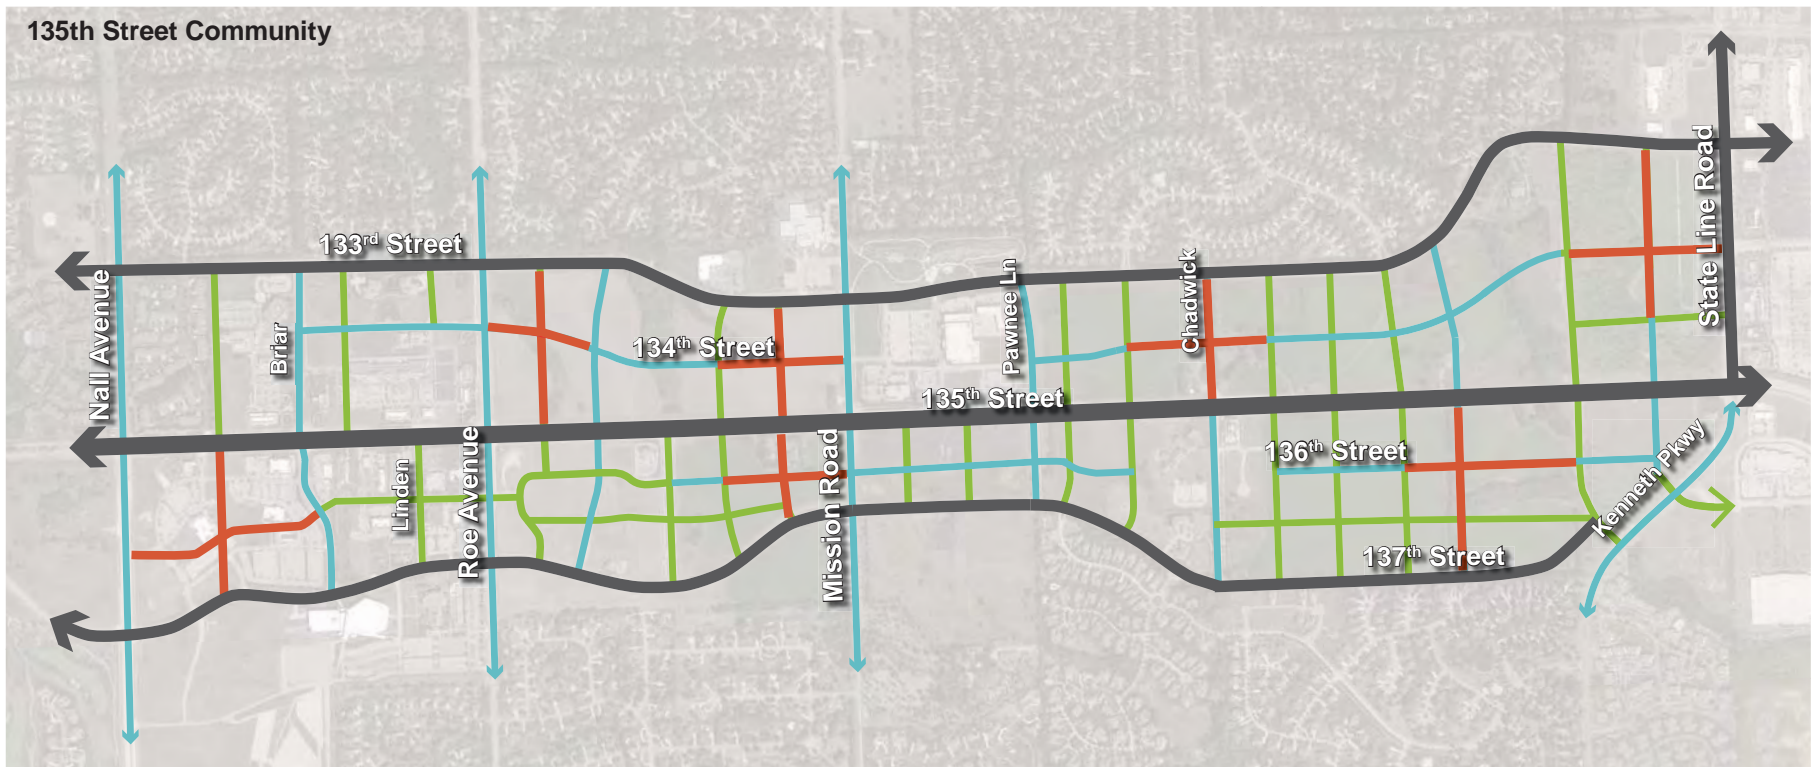 135th Street Community
133rd Street
Nall Avenue
Briar
134th Street
Pawnee Ln
Chadwick
State Line Road
135th Street
Linden
Roe Avenue
Mission Road
136th Street
Kenneth Pkwy
137th Street